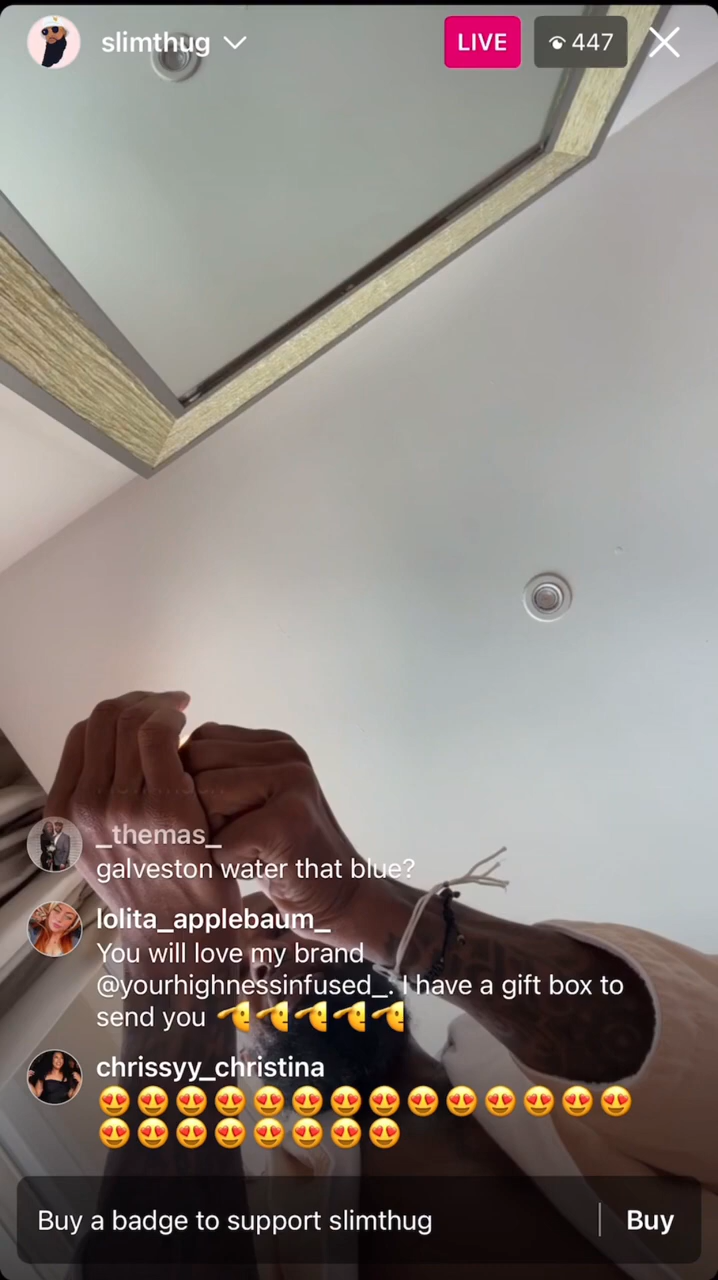 slimthug
LIVE
447
_themas_
galveston water that blue?
lolita_applebaum_
You will love my brand
@yourhighnessinfused_. I have a gift box to
send you 🫡🫡🫡🫡🫡
chrissyy_christina
😍😍😍😍😍😍😍😍😍😍😍😍😍😍
😍😍😍😍😍😍😍😍
Buy a badge to support slimthug
Buy